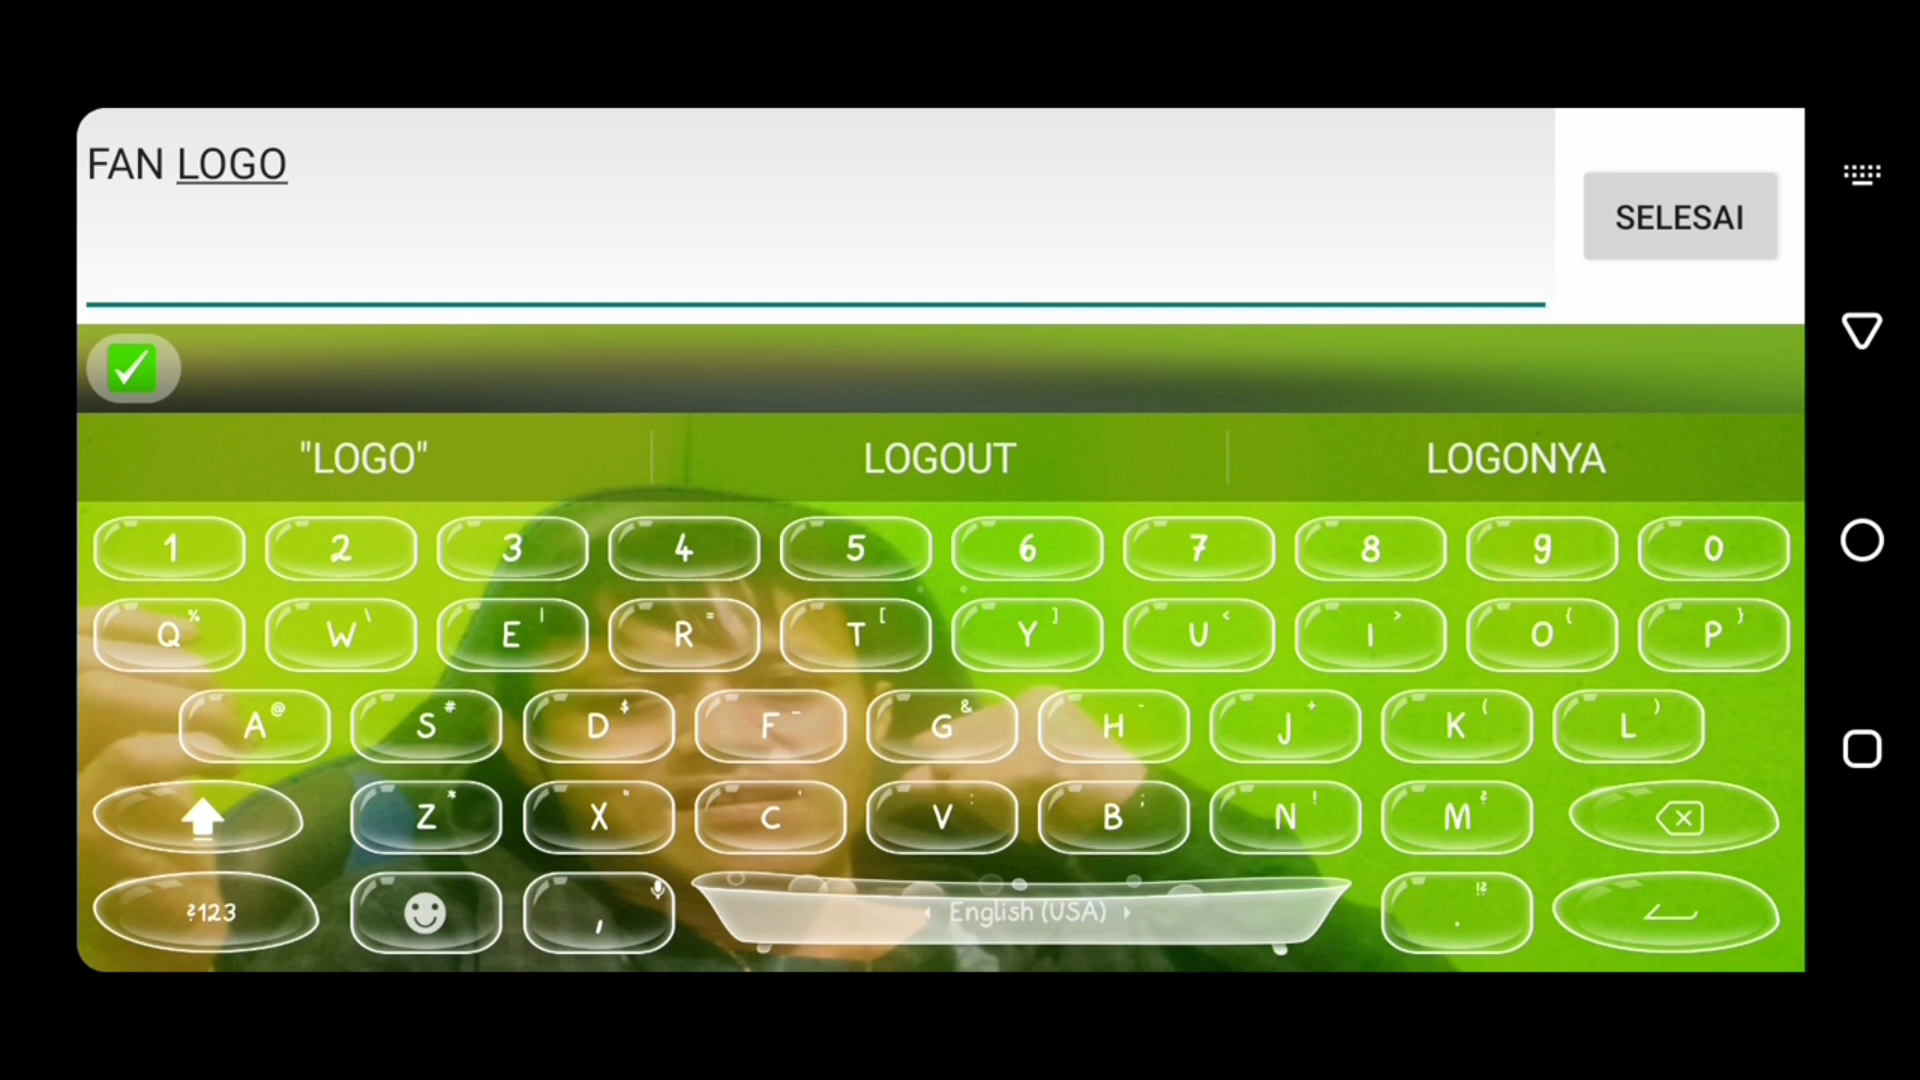 FAN LOGO
SELESAI
"LOGO" LOGOUT LOGONYA
1 2 3 4 5 6 7 8 9 0
Q % W \ E | R = T [ Y ] U < I > O { P }
A @ S # D $ F _ G & H - J + K ( L )
Z * X " C ' V : B ; N ! M ?
?123 , English (USA) . !?